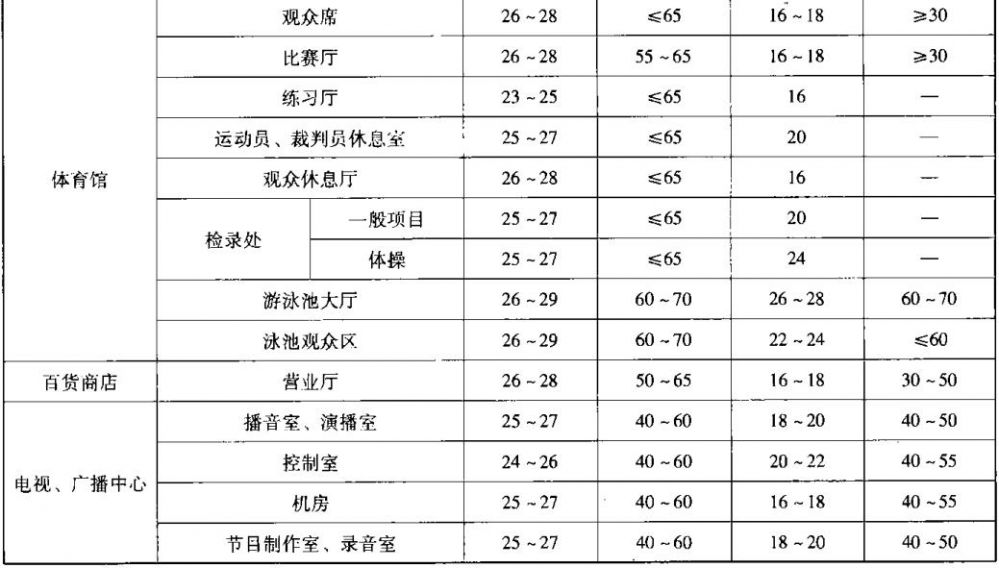 观众席 26~28 ≤65 16~18 ≥30
比赛厅 26~28 55~65 16~18 ≥30
练习厅 23~25 ≤65 16 —
运动员、裁判员休息室 25~27 ≤65 20 —
体育馆 观众休息厅 26~28 ≤65 16 —
检录处 一般项目 25~27 ≤65 20 —
体操 25~27 ≤65 24 —
游泳池大厅 26~29 60~70 26~28 60~70
泳池观众区 26~29 60~70 22~24 ≤60
百货商店 营业厅 26~28 50~65 16~18 30~50
电视、广播中心 播音室、演播室 25~27 40~60 18~20 40~50
控制室 24~26 40~60 20~22 40~55
机房 25~27 40~60 16~18 40~55
节目制作室、录音室 25~27 40~60 18~20 40~50